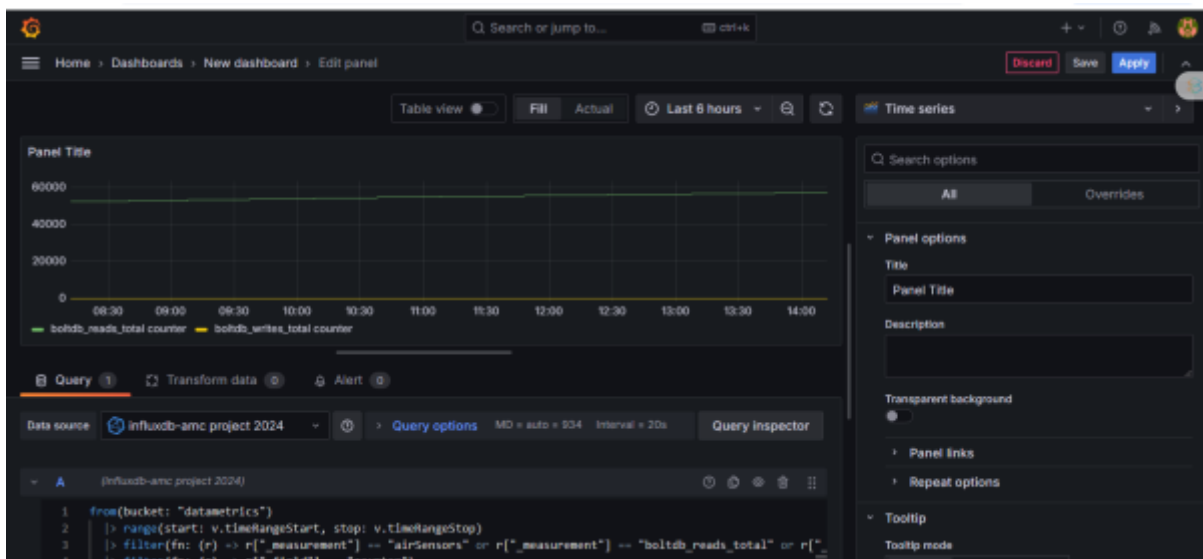 Search or jump to... ctrl+k
Home › Dashboards › New dashboard › Edit panel Discard Save Apply
Table view Fill Actual Last 6 hours Time series
Panel Title
60000
40000
20000
0
08:30 09:00 09:30 10:00 10:30 11:00 11:30 12:00 12:30 13:00 13:30 14:00
boltdb_reads_total counter boltdb_writes_total counter
Query 1 Transform data 0 Alert 0
Data source influxdb-amc project 2024 Query options MD = auto = 934 Interval = 20s Query inspector
A (influxdb-amc project 2024)
1 from(bucket: "datametrics")
2 |> range(start: v.timeRangeStart, stop: v.timeRangeStop)
3 |> filter(fn: (r) => r["_measurement"] == "airSensors" or r["_measurement"] == "boltdb_reads_total" or r["_
Search options
All Overrides
Panel options
Title
Panel Title
Description
Transparent background
Panel links
Repeat options
Tooltip
Tooltip mode